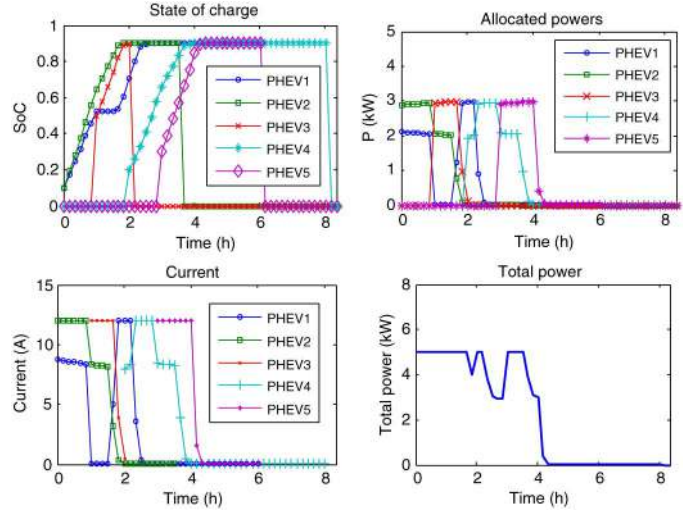 State of charge
1
0.8
0.6
0.4
0.2
0
SoC
PHEV1
PHEV2
PHEV3
PHEV4
PHEV5
0 2 4 6 8
Time (h)
Allocated powers
5
4
3
2
1
0
P (kW)
PHEV1
PHEV2
PHEV3
PHEV4
PHEV5
0 2 4 6 8
Time (h)
Current
15
10
5
0
Current (A)
PHEV1
PHEV2
PHEV3
PHEV4
PHEV5
0 2 4 6 8
Time (h)
Total power
8
6
4
2
0
Total power (kW)
0 2 4 6 8
Time (h)